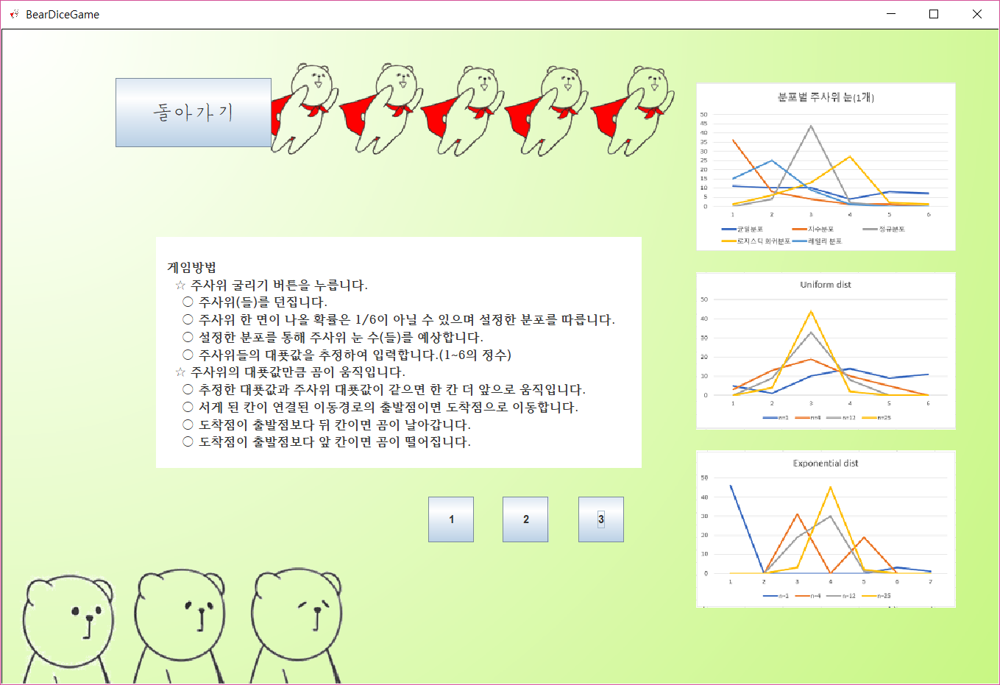 BearDiceGame
돌아가기
게임방법
☆ 주사위 굴리기 버튼을 누릅니다.
○ 주사위(들)를 던집니다.
○ 주사위 한 면이 나올 확률은 1/6이 아닐 수 있으며 설정한 분포를 따릅니다.
○ 설정한 분포를 통해 주사위 눈 수(들)를 예상합니다.
○ 주사위들의 대푯값을 추정하여 입력합니다.(1~6의 정수)
☆ 주사위의 대푯값만큼 곰이 움직입니다.
○ 추정한 대푯값과 주사위 대푯값이 같으면 한 칸 더 앞으로 움직입니다.
○ 서게 된 칸이 연결된 이동경로의 출발점이면 도착점으로 이동합니다.
○ 도착점이 출발점보다 뒤 칸이면 곰이 날아갑니다.
○ 도착점이 출발점보다 앞 칸이면 곰이 떨어집니다.
1 2 3
분포별 주사위 눈(1개)
50
45
40
35
30
25
20
15
10
5
0
1 2 3 4 5 6
균일분포 지수분포 정규분포
로지스틱 회귀분포 레일리 분포
Uniform dist
50
40
30
20
10
0
1 2 3 4 5 6
n=1 n=4 n=12 n=25
Exponential dist
50
40
30
20
10
0
1 2 3 4 5 6 7
n=1 n=4 n=12 n=25